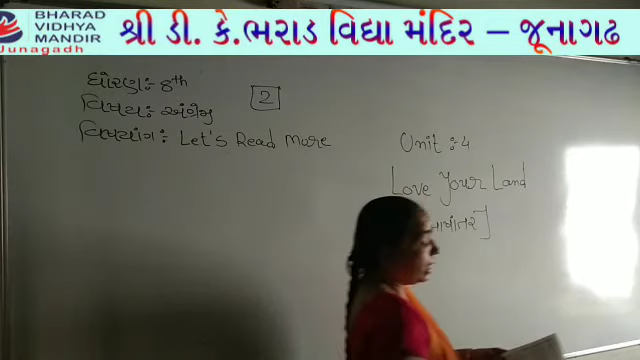 BHARAD
VIDHYA
MANDIR
Junagadh
શ્રી ડી. કે.ભરાડ વિદ્યા મંદિર – જૂનાગઢ
ધોરણ:- 8th
વિષય:- અંગ્રેજી
2
વિષયાંગ:- Let's Read More
Unit :- 4
Love Your Land